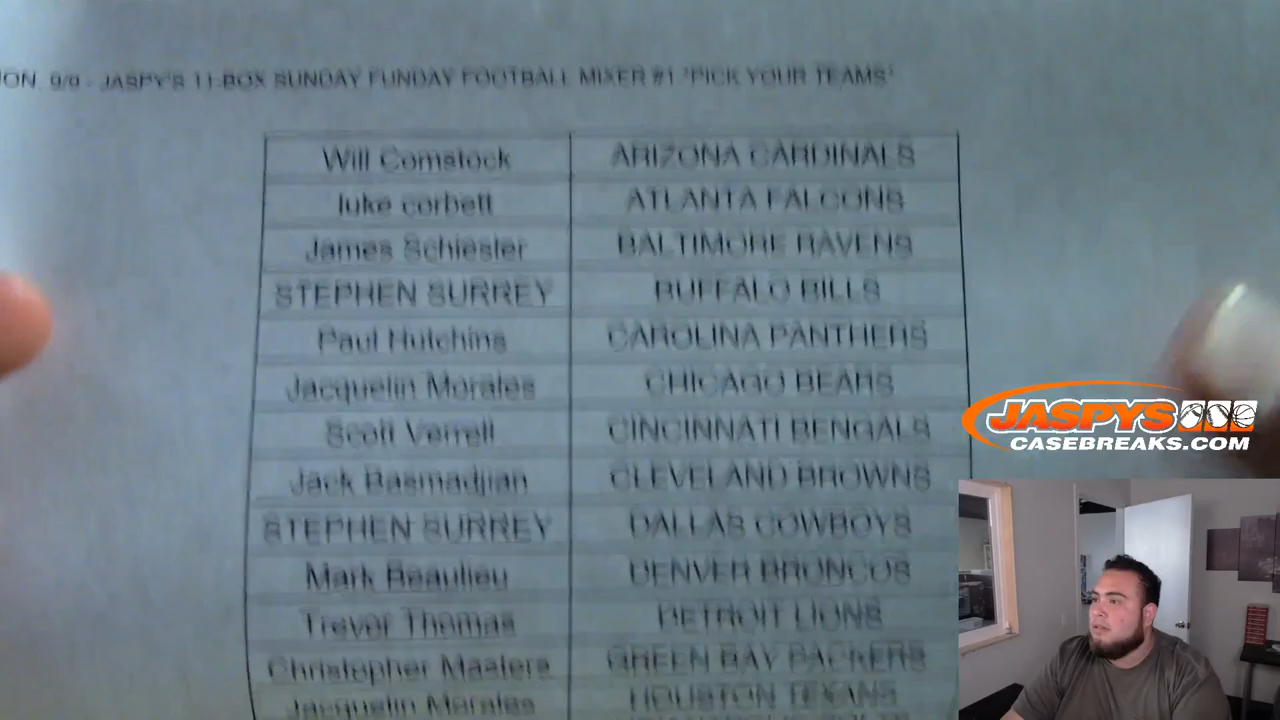 ON 9/9 - JASPY'S 11-BOX SUNDAY FUNDAY FOOTBALL MIXER #1 *PICK YOUR TEAMS*
Will Comstock ARIZONA CARDINALS
luke corbett ATLANTA FALCONS
James Schiesler BALTIMORE RAVENS
STEPHEN SURREY BUFFALO BILLS
Paul Hutchins CAROLINA PANTHERS
Jacquelin Morales CHICAGO BEARS
Scott Verrell CINCINNATI BENGALS
Jack Basmadjian CLEVELAND BROWNS
STEPHEN SURREY DALLAS COWBOYS
Mark Beaulieu DENVER BRONCOS
Trevor Thomas DETROIT LIONS
Christopher Masters GREEN BAY PACKERS
Jacquelin Morales HOUSTON TEXANS
JASPYS
CASEBREAKS.COM